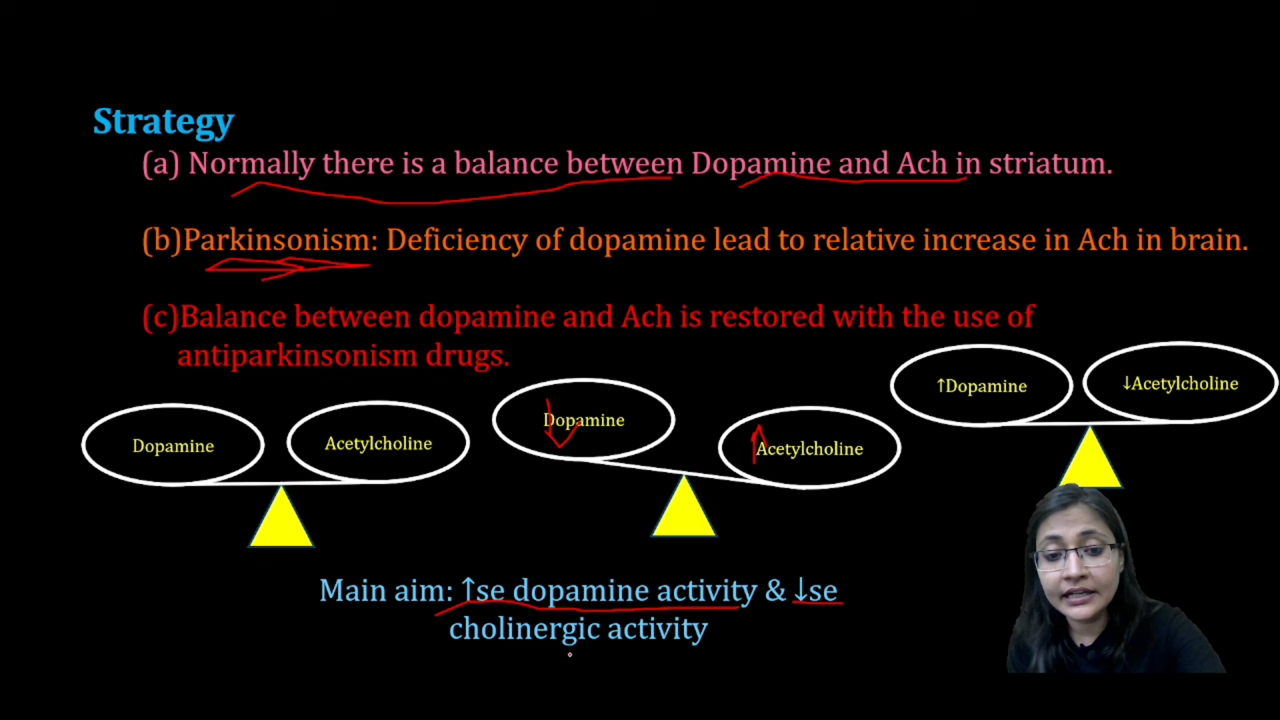 Strategy
(a) Normally there is a balance between Dopamine and Ach in striatum.
(b)Parkinsonism: Deficiency of dopamine lead to relative increase in Ach in brain.
(c)Balance between dopamine and Ach is restored with the use of
antiparkinsonism drugs.
Dopamine
Acetylcholine
Dopamine
Acetylcholine
↑Dopamine
↓Acetylcholine
Main aim: ↑se dopamine activity & ↓se
cholinergic activity